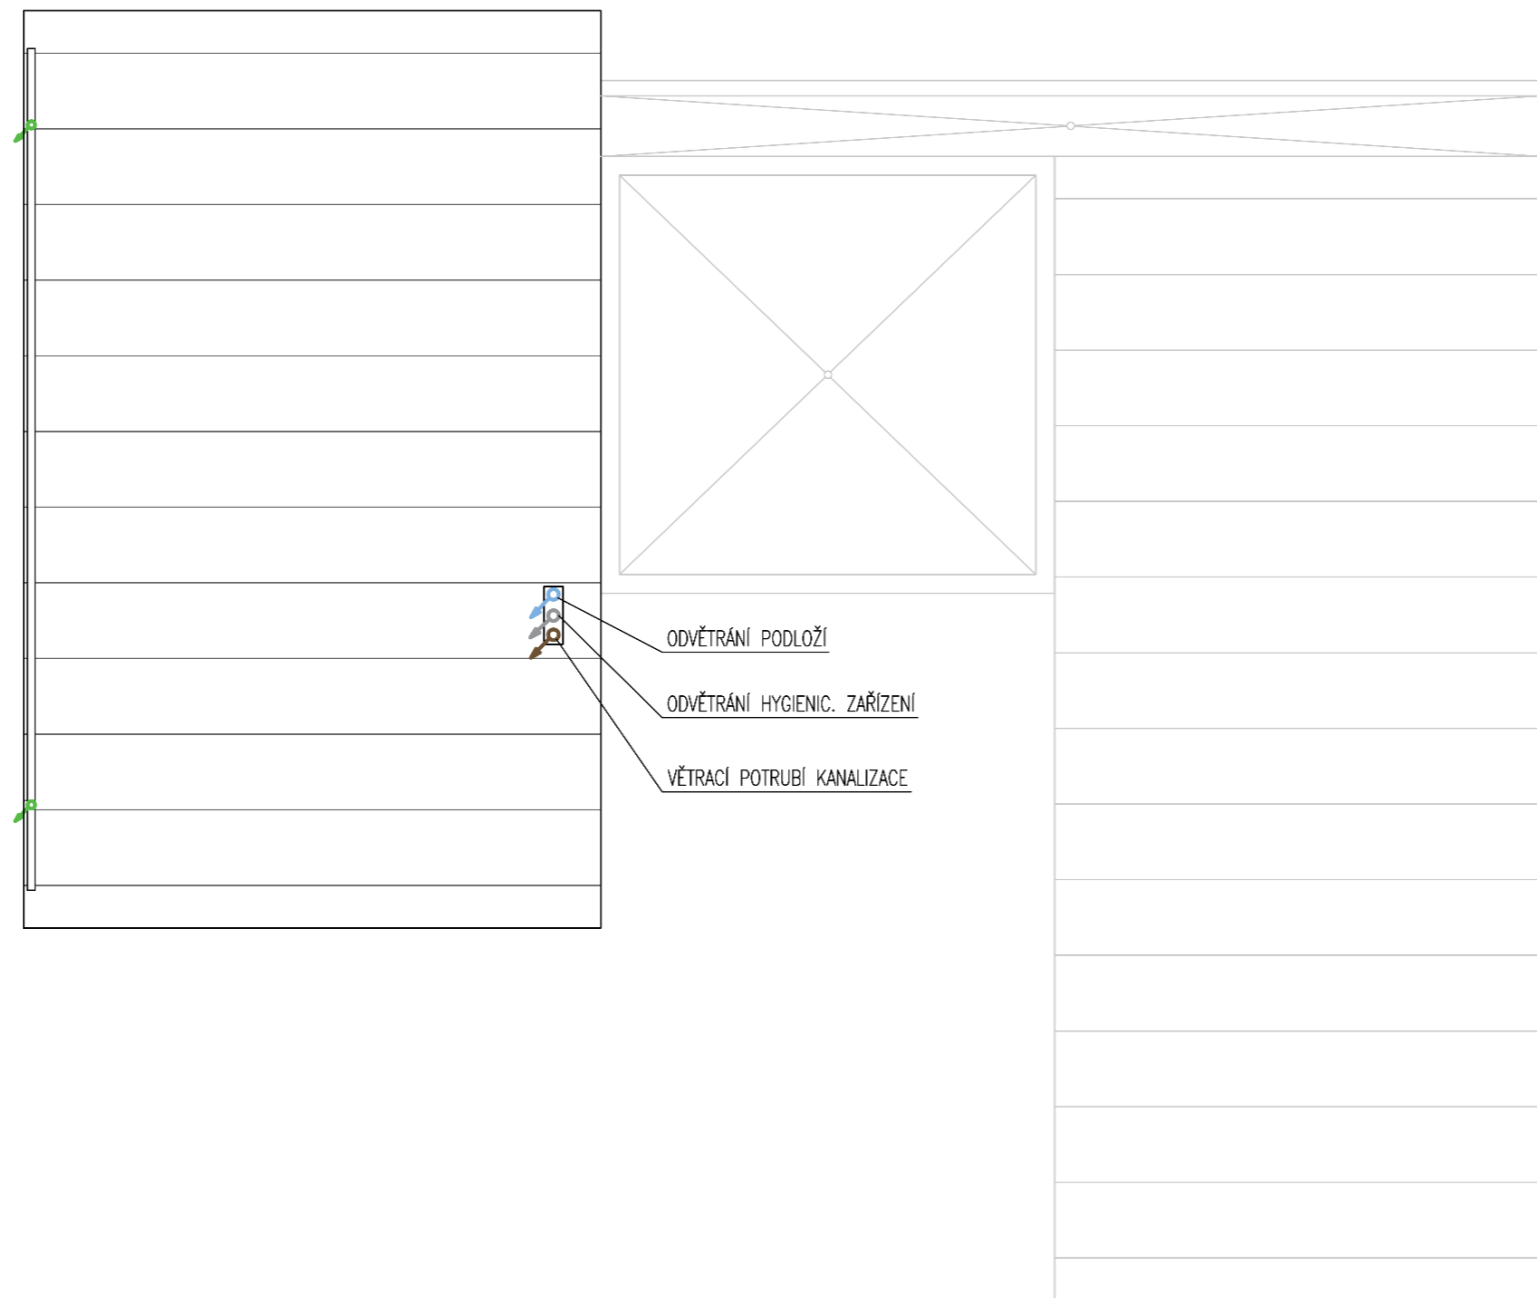 ODVĚTRÁNÍ PODLOŽÍ
ODVĚTRÁNÍ HYGIENIC. ZAŘÍZENÍ
VĚTRACÍ POTRUBÍ KANALIZACE